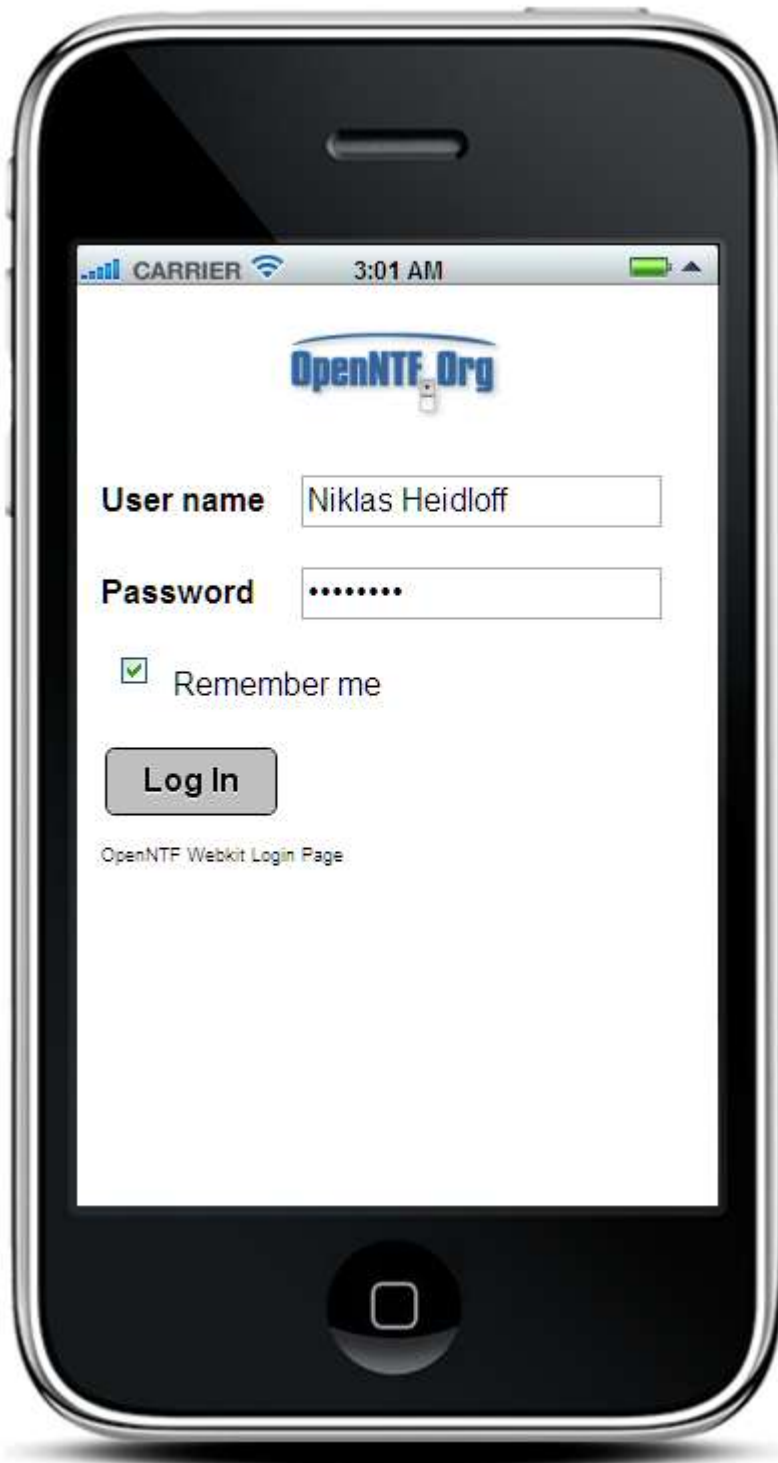 CARRIER 3:01 AM
OpenNTF.Org
User name Niklas Heidloff
Password ••••••••
Remember me
Log In
OpenNTF Webkit Login Page